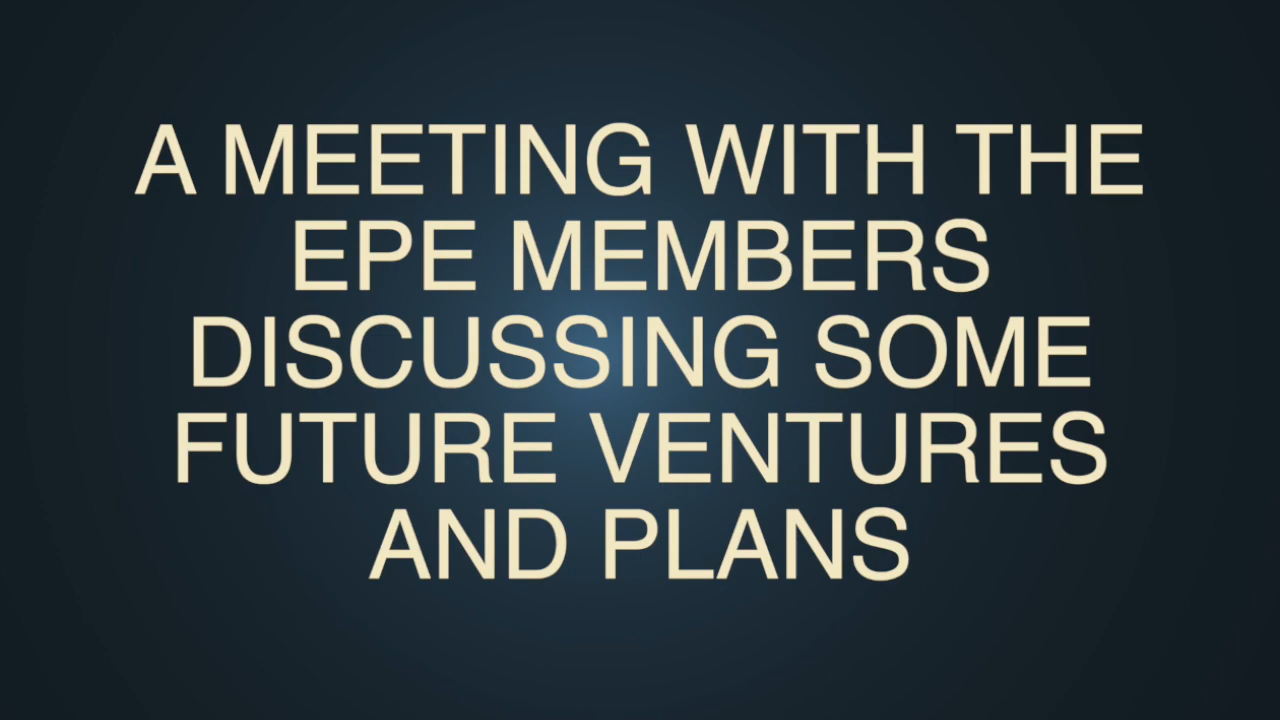 A MEETING WITH THE
EPE MEMBERS
DISCUSSING SOME
FUTURE VENTURES
AND PLANS